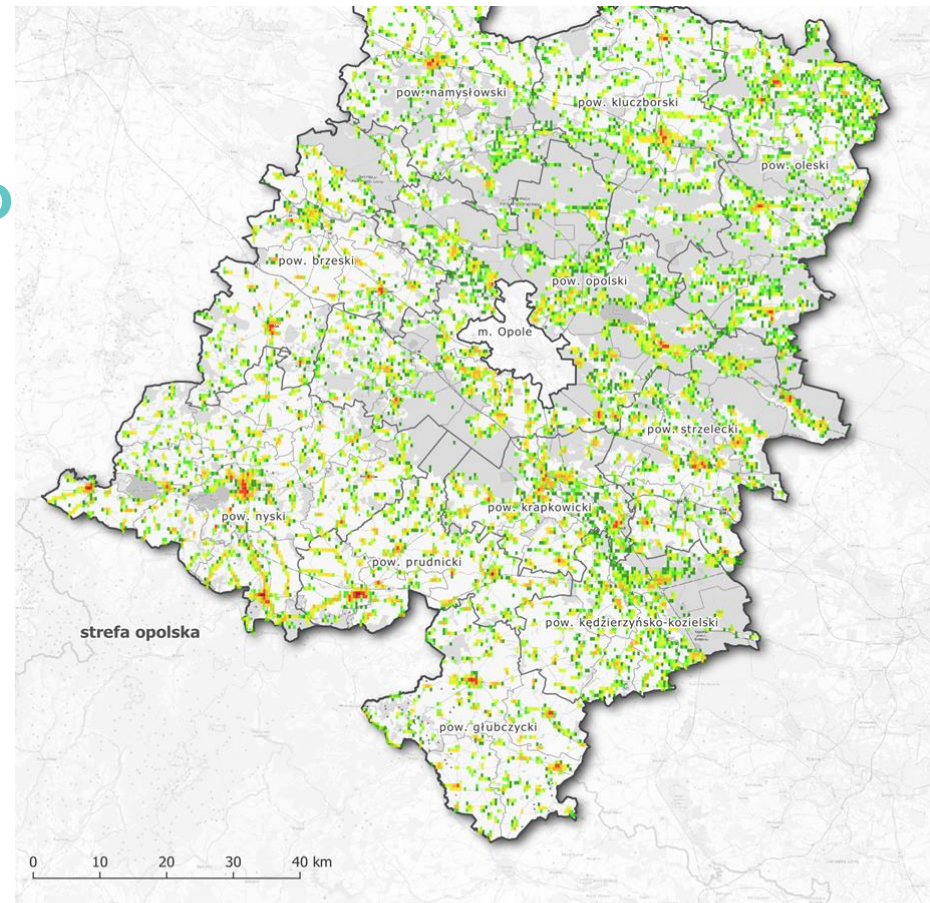 pow. namysłowski
pow. kluczborski
pow. oleski
pow. brzeski
pow. opolski
m. Opole
pow. strzelecki
pow. nyski
pow. krapkowicki
pow. prudnicki
strefa opolska
pow. kędzierzyńsko-kozielski
pow. głubczycki
0 10 20 30 40 km